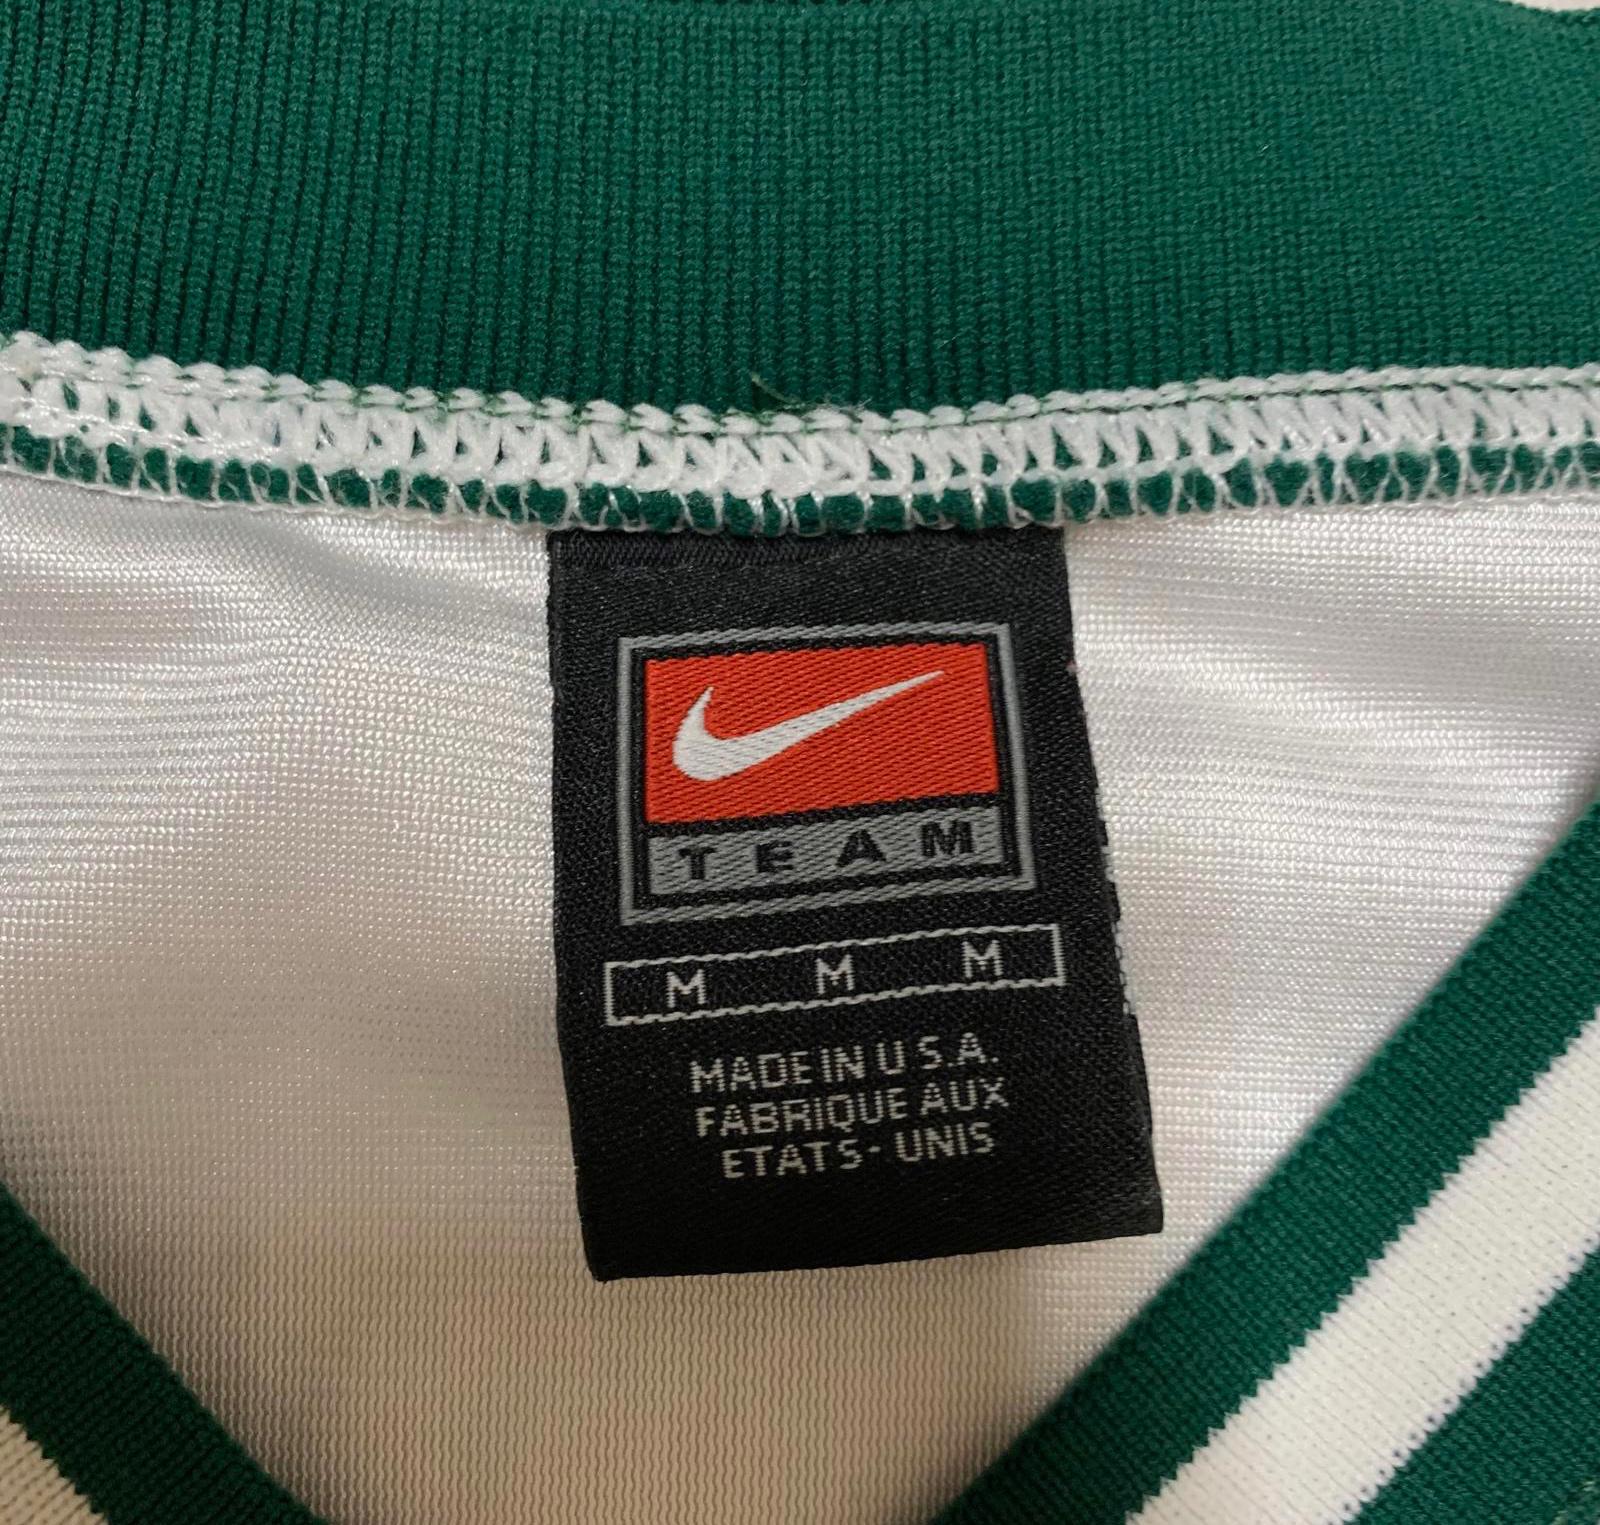 TEAM
M M M
MADE IN U.S.A.
FABRIQUE AUX
ETATS-UNIS